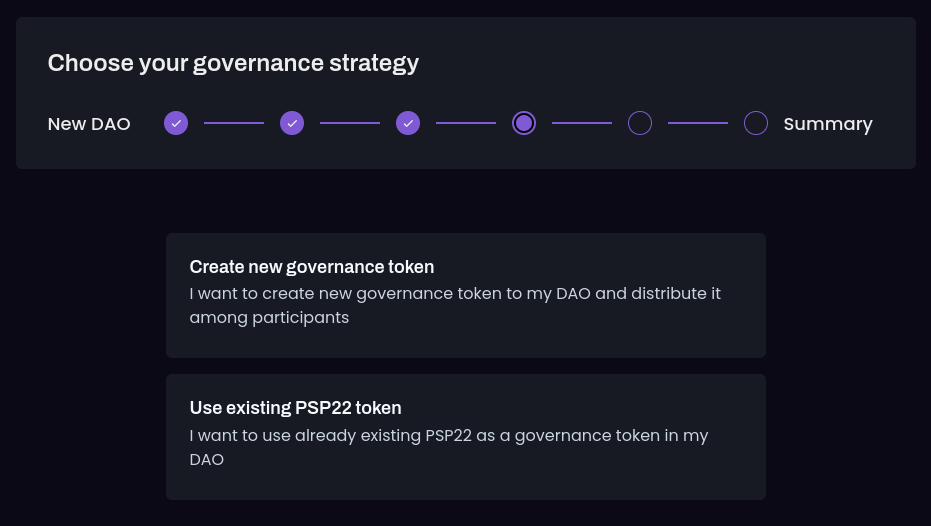 Choose your governance strategy
New DAO
Summary
Create new governance token
I want to create new governance token to my DAO and distribute it
among participants
Use existing PSP22 token
I want to use already existing PSP22 as a governance token in my
DAO